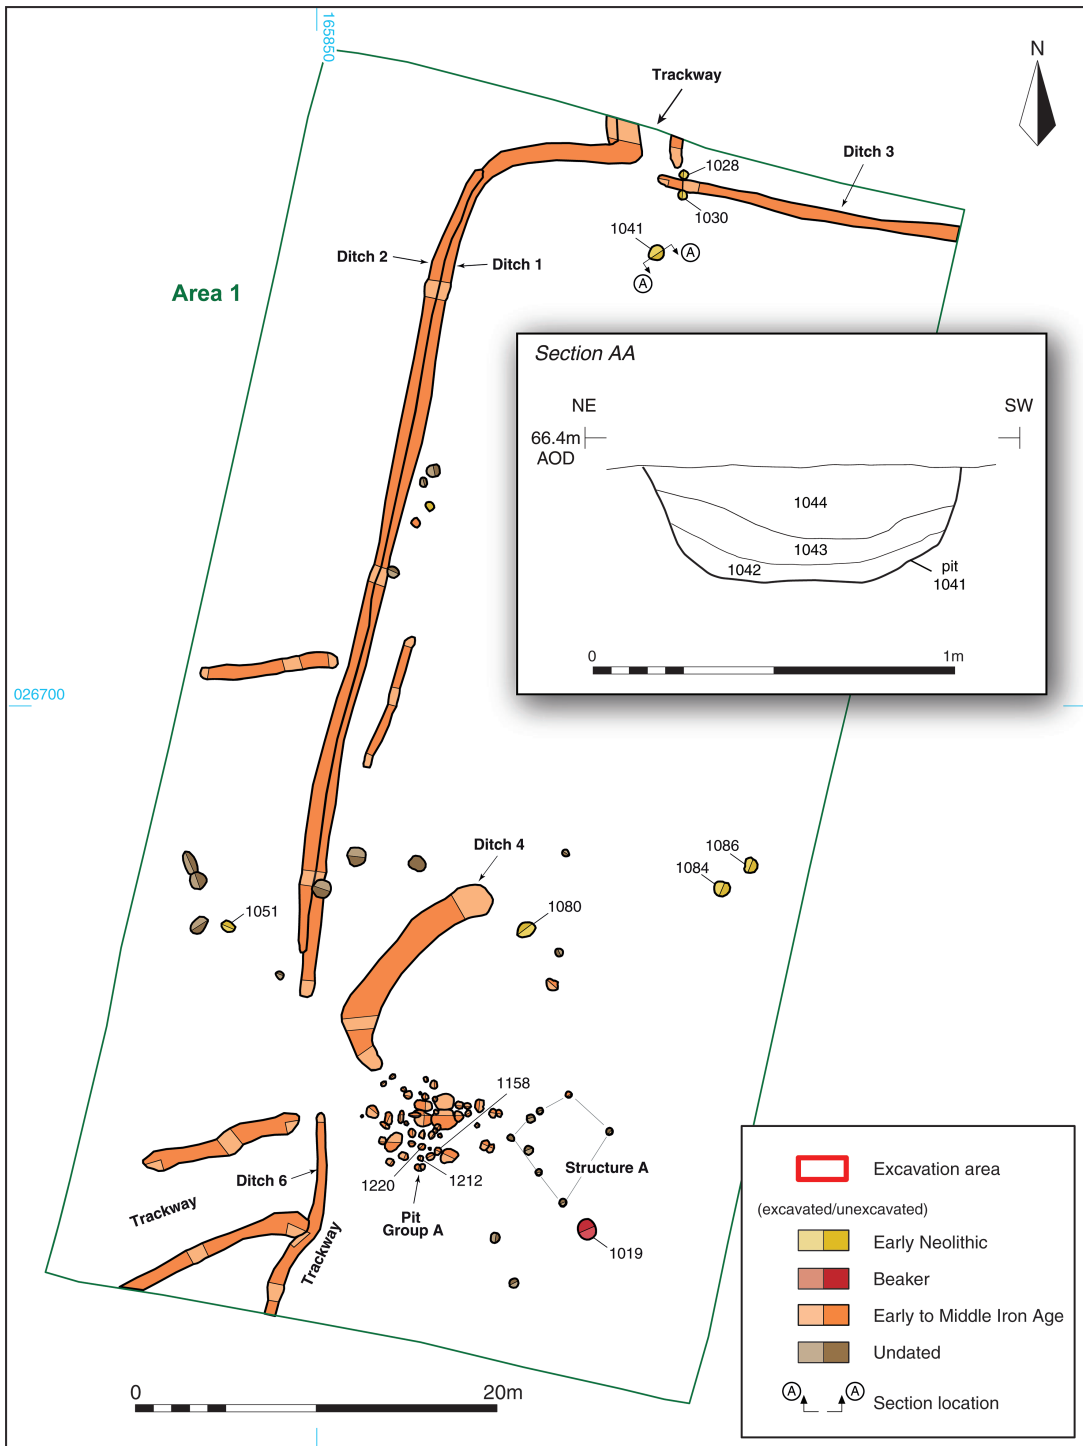 165850
N
Trackway
Ditch 3
1028
1030
1041
A
A
Ditch 2
Ditch 1
Area 1
Section AA
NE
SW
66.4m
AOD
1044
1043
1042
pit
1041
0
1m
026700
Ditch 4
1086
1084
1080
1051
1158
Structure A
Ditch 6
1220
1212
Pit
Group A
Trackway
Trackway
1019
0
20m
Excavation area
(excavated/unexcavated)
Early Neolithic
Beaker
Early to Middle Iron Age
Undated
A
A
Section location